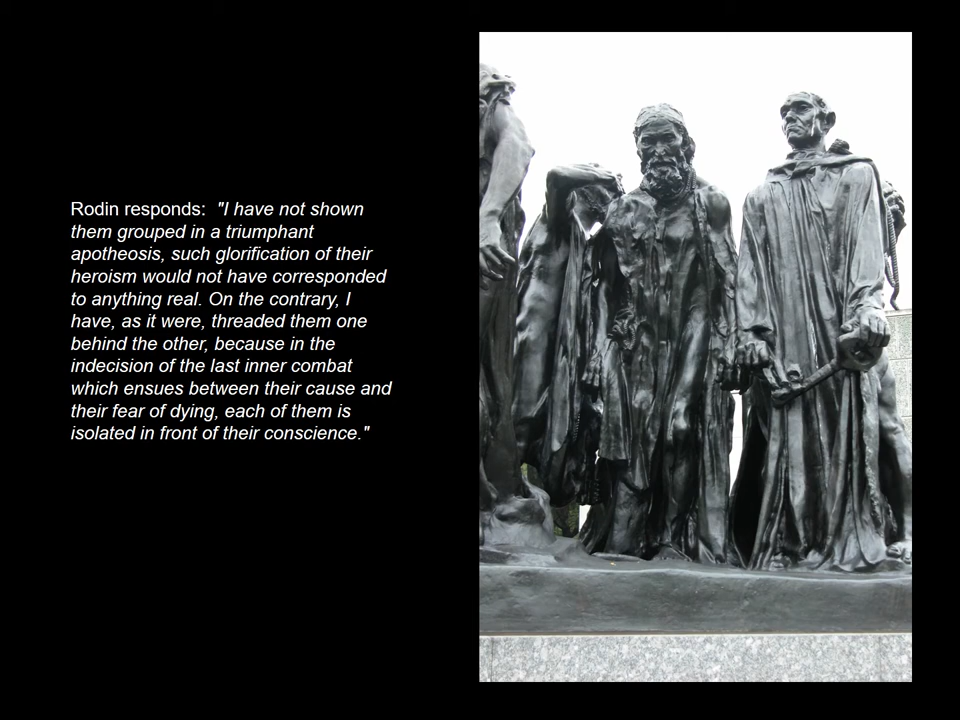 Rodin responds:  "I have not shown
them grouped in a triumphant
apotheosis, such glorification of their
heroism would not have corresponded
to anything real. On the contrary, I
have, as it were, threaded them one
behind the other, because in the
indecision of the last inner combat
which ensues between their cause and
their fear of dying, each of them is
isolated in front of their conscience."